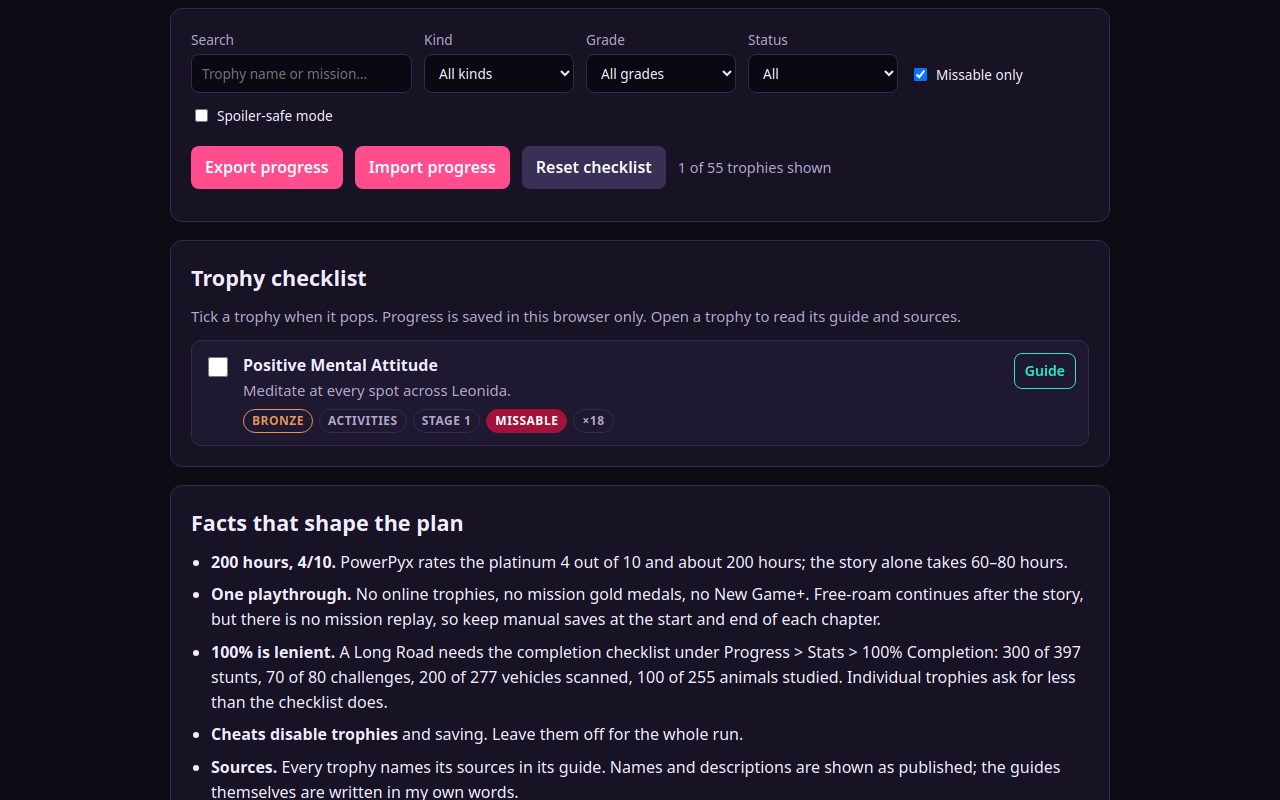 Search
Kind
Grade
Status
Trophy name or mission...
All kinds
All grades
All
Missable only
Spoiler-safe mode
Export progress
Import progress
Reset checklist
1 of 55 trophies shown
Trophy checklist
Tick a trophy when it pops. Progress is saved in this browser only. Open a trophy to read its guide and sources.
Positive Mental Attitude
Guide
Meditate at every spot across Leonida.
BRONZE
ACTIVITIES
STAGE 1
MISSABLE
×18
Facts that shape the plan
• 200 hours, 4/10. PowerPyx rates the platinum 4 out of 10 and about 200 hours; the story alone takes 60–80 hours.
• One playthrough. No online trophies, no mission gold medals, no New Game+. Free-roam continues after the story,
but there is no mission replay, so keep manual saves at the start and end of each chapter.
• 100% is lenient. A Long Road needs the completion checklist under Progress > Stats > 100% Completion: 300 of 397
stunts, 70 of 80 challenges, 200 of 277 vehicles scanned, 100 of 255 animals studied. Individual trophies ask for less
than the checklist does.
• Cheats disable trophies and saving. Leave them off for the whole run.
• Sources. Every trophy names its sources in its guide. Names and descriptions are shown as published; the guides
themselves are written in my own words.